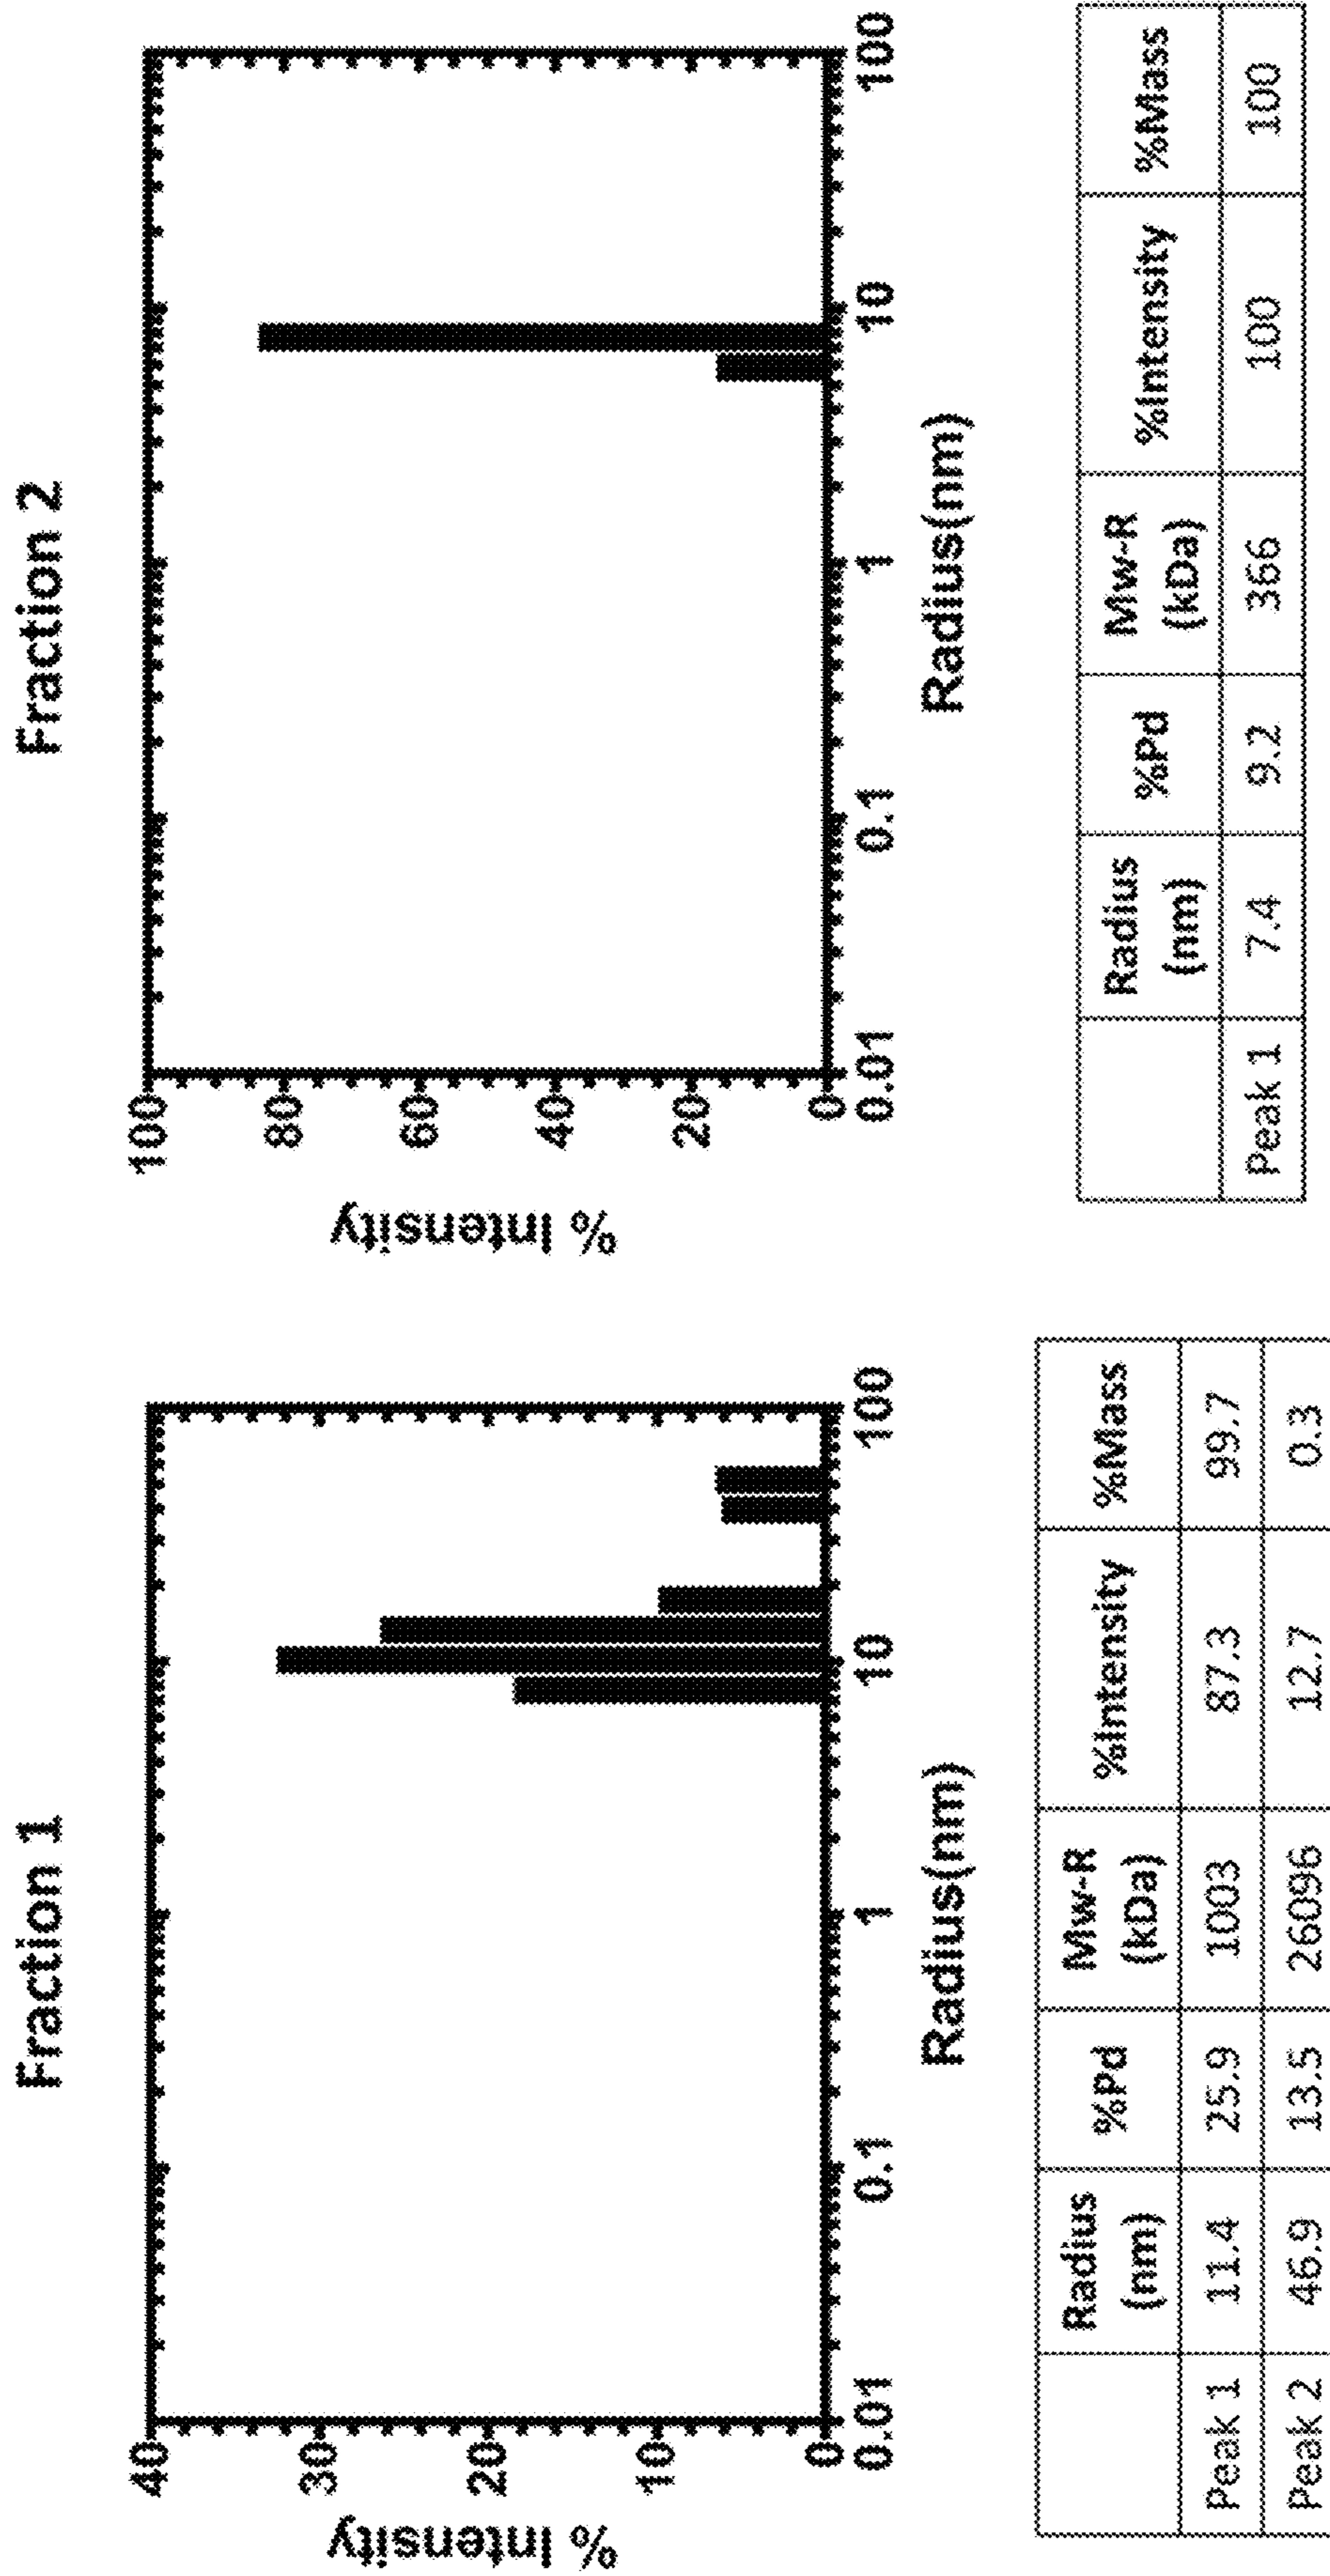 Fraction 1
% Intensity
40
30
20
10
0
0.01 0.1 1 10 100
Radius(nm)
Radius (nm) %Pd Mw-R (kDa) %Intensity %Mass
Peak 1 11.4 25.9 1003 87.3 99.7
Peak 2 46.9 13.5 26096 12.7 0.3
Fraction 2
% Intensity
100
80
60
40
20
0
0.01 0.1 1 10 100
Radius(nm)
Radius (nm) %Pd Mw-R (kDa) %Intensity %Mass
Peak 1 7.4 9.2 366 100 100